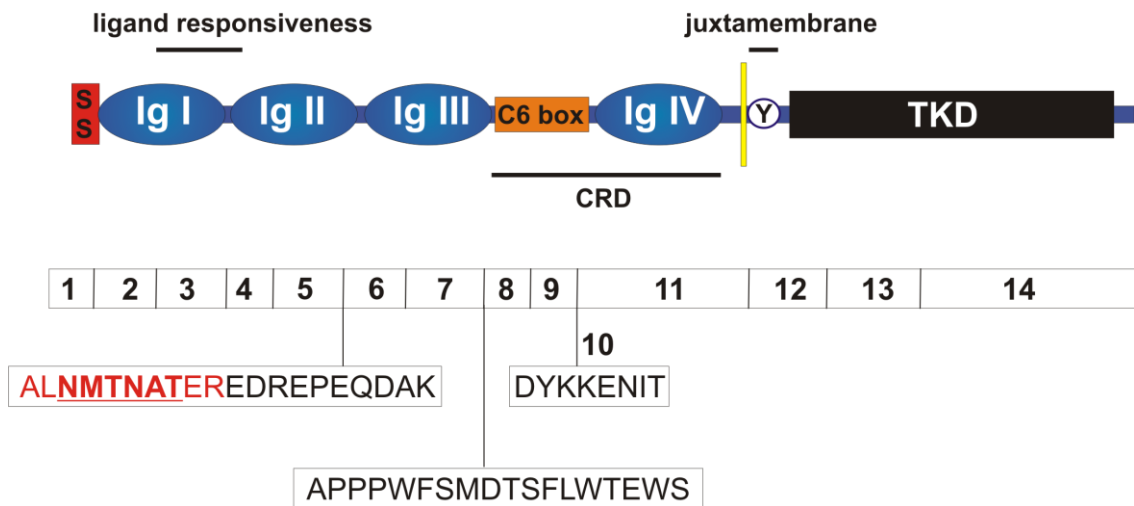 ligand responsiveness juxtamembrane
S
S
Ig I Ig II Ig III C6 box Ig IV Y TKD
CRD
1 2 3 4 5 6 7 8 9 11 12 13 14
10
ALNMTNATEREDREPEQDAK DYKKENIT
APPPWFSMDTSFLWTEWS